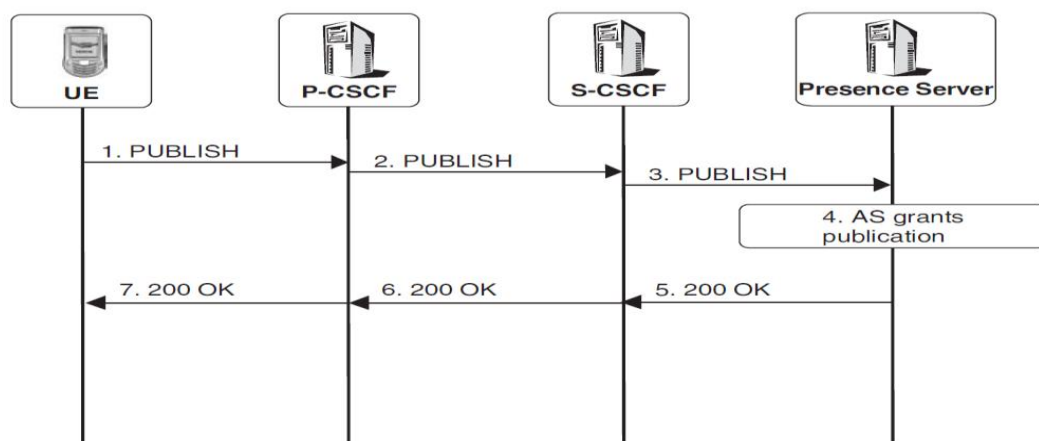 UE
P-CSCF
S-CSCF
Presence Server
1. PUBLISH
2. PUBLISH
3. PUBLISH
4. AS grants
publication
7. 200 OK
6. 200 OK
5. 200 OK